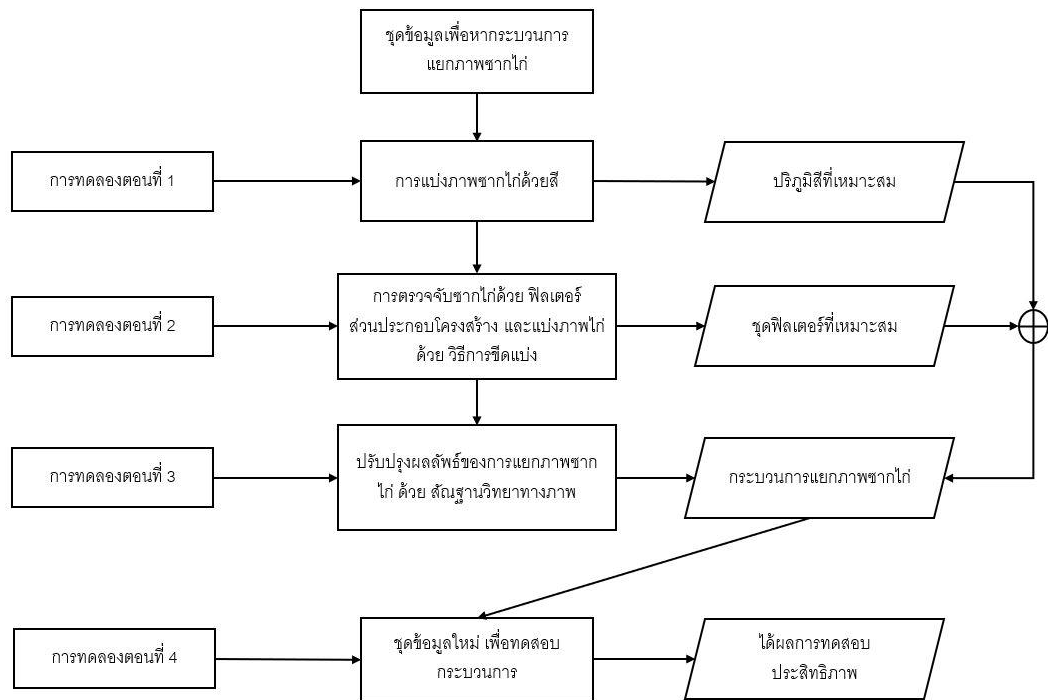 ชุดข้อมูลเพื่อหากระบวนการ
แยกภาพซากไก่
การทดลองตอนที่ 1
การแบ่งภาพซากไก่ด้วยสี
ปริภูมิสีที่เหมาะสม
การทดลองตอนที่ 2
การตรวจจับซากไก่ด้วย ฟิลเตอร์
ส่วนประกอบโครงสร้าง และแบ่งภาพไก่
ด้วย วิธีการขีดแบ่ง
ชุดฟิลเตอร์ที่เหมาะสม
การทดลองตอนที่ 3
ปรับปรุงผลลัพธ์ของการแยกภาพซาก
ไก่ ด้วย สัณฐานวิทยาทางภาพ
กระบวนการแยกภาพซากไก่
การทดลองตอนที่ 4
ชุดข้อมูลใหม่ เพื่อทดสอบ
กระบวนการ
ได้ผลการทดสอบ
ประสิทธิภาพ